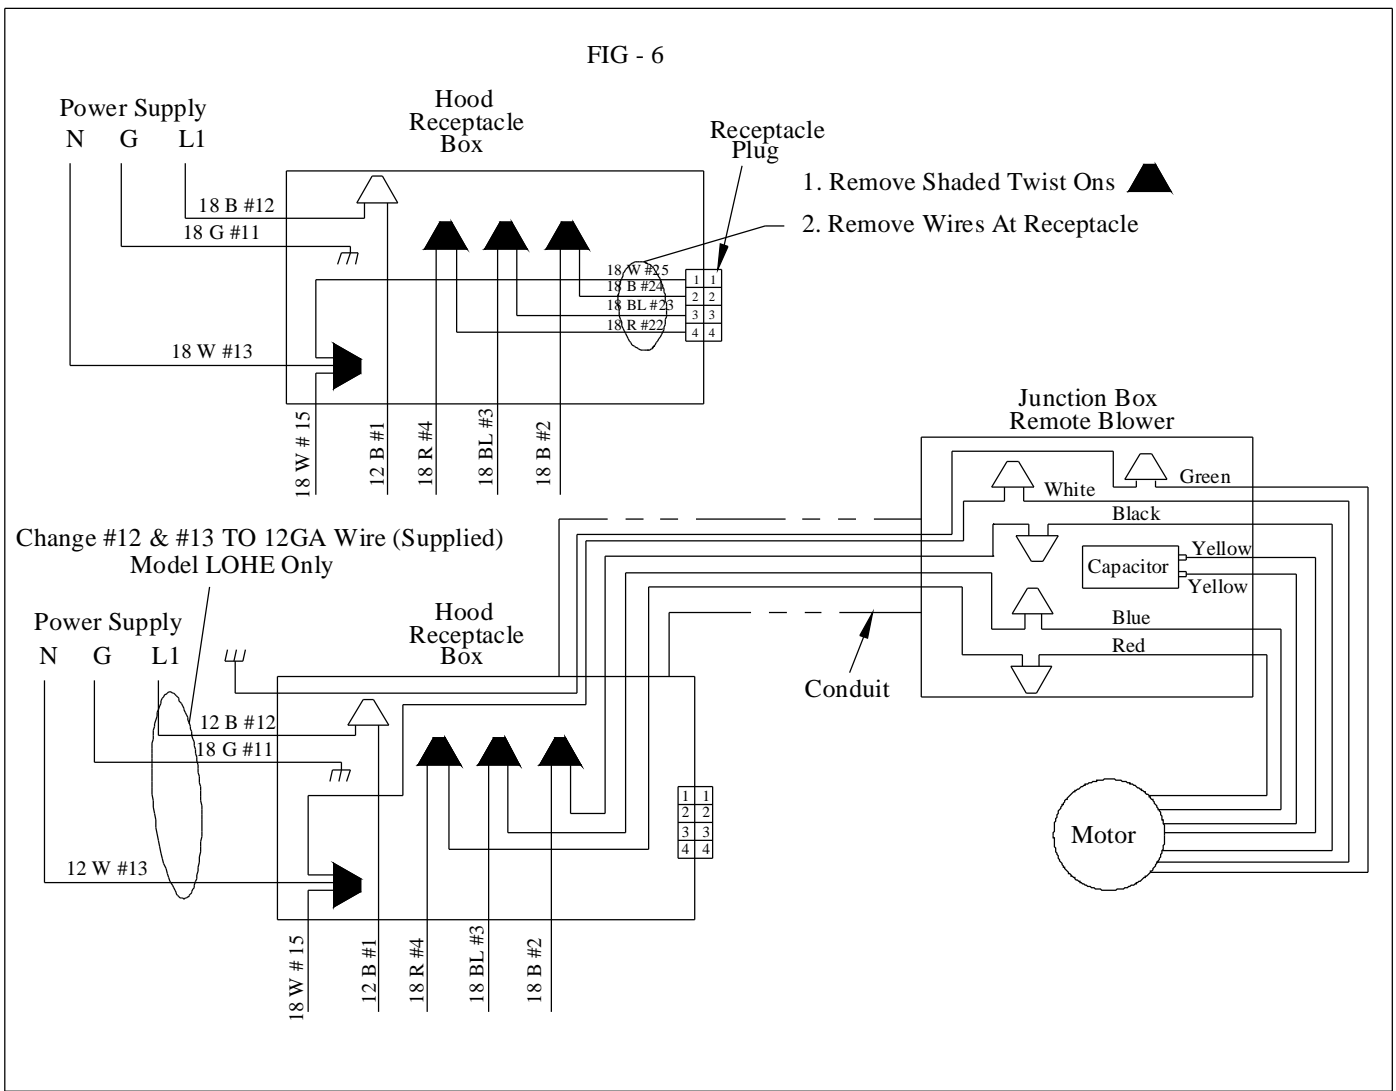 FIG - 6
Power Supply
N G L1
Hood
Receptacle
Box
Receptacle
Plug
1. Remove Shaded Twist Ons
2. Remove Wires At Receptacle
18 B #12
18 G #11
18 W #25
18 B #24
18 BL #23
18 R #22
1 1
2 2
3 3
4 4
18 W #13
18 W # 15
12 B #1
18 R #4
18 BL #3
18 B #2
Junction Box
Remote Blower
Green
White
Black
Yellow
Capacitor
Yellow
Blue
Red
Change #12 & #13 TO 12GA Wire (Supplied)
Model LOHE Only
Power Supply
N G L1
Hood
Receptacle
Box
Conduit
12 B #12
18 G #11
1 1
2 2
3 3
4 4
12 W #13
Motor
18 W # 15
12 B #1
18 R #4
18 BL #3
18 B #2